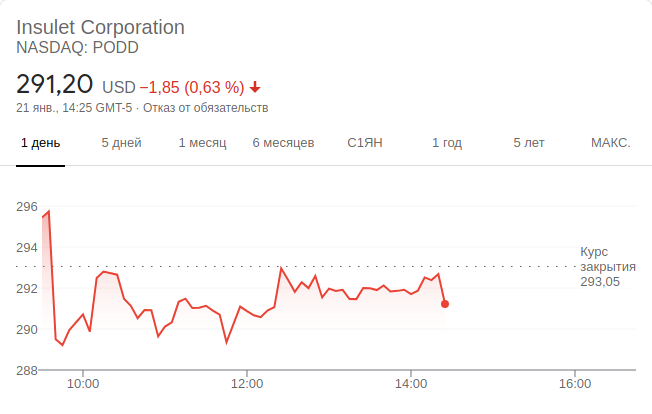 Insulet Corporation
NASDAQ: PODD
291,20 USD −1,85 (0,63 %)
21 янв., 14:25 GMT-5 · Отказ от обязательств
1 день 5 дней 1 месяц 6 месяцев С1ЯН 1 год 5 лет МАКС.
296
294
Курс
закрытия
293,05
292
290
288
10:00 12:00 14:00 16:00